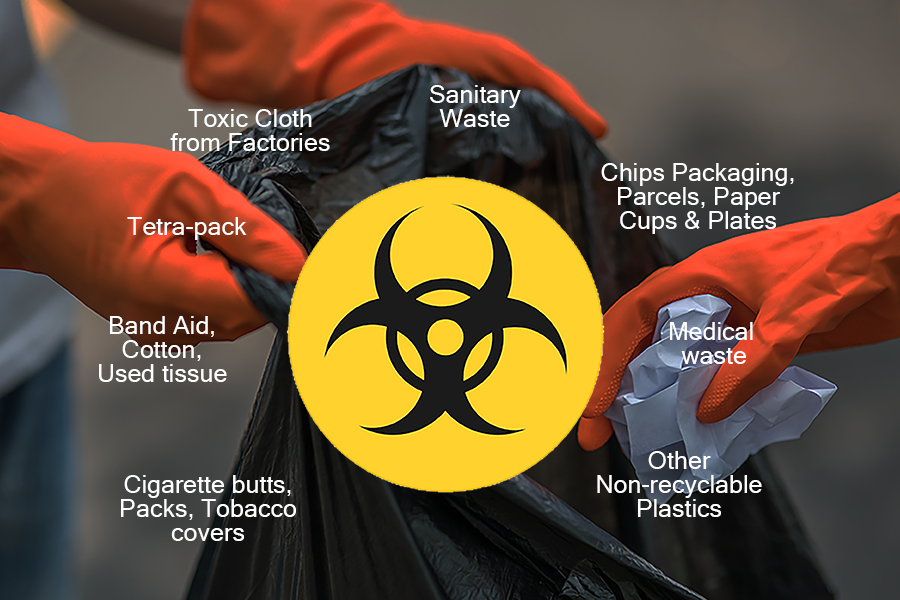 Sanitary
Waste
Toxic Cloth
from Factories
Chips Packaging,
Parcels, Paper
Cups & Plates
Tetra-pack
Band Aid,
Cotton,
Used tissue
Medical
waste
Other
Non-recyclable
Plastics
Cigarette butts,
Packs, Tobacco
covers